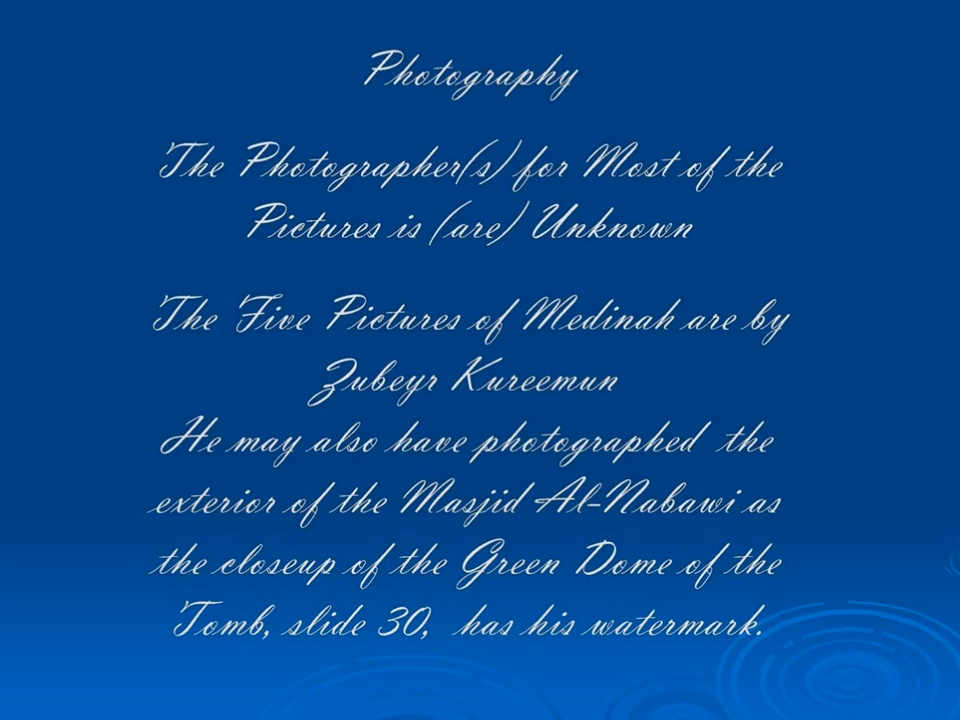 Photography
The Photographer(s) for Most of the
Pictures is (are) Unknown
The Five Pictures of Medinah are by
Zubeyr Kureemun
He may also have photographed the
exterior of the Masjid Al-Nabawi as
the closeup of the Green Dome of the
Tomb, slide 30, has his watermark.